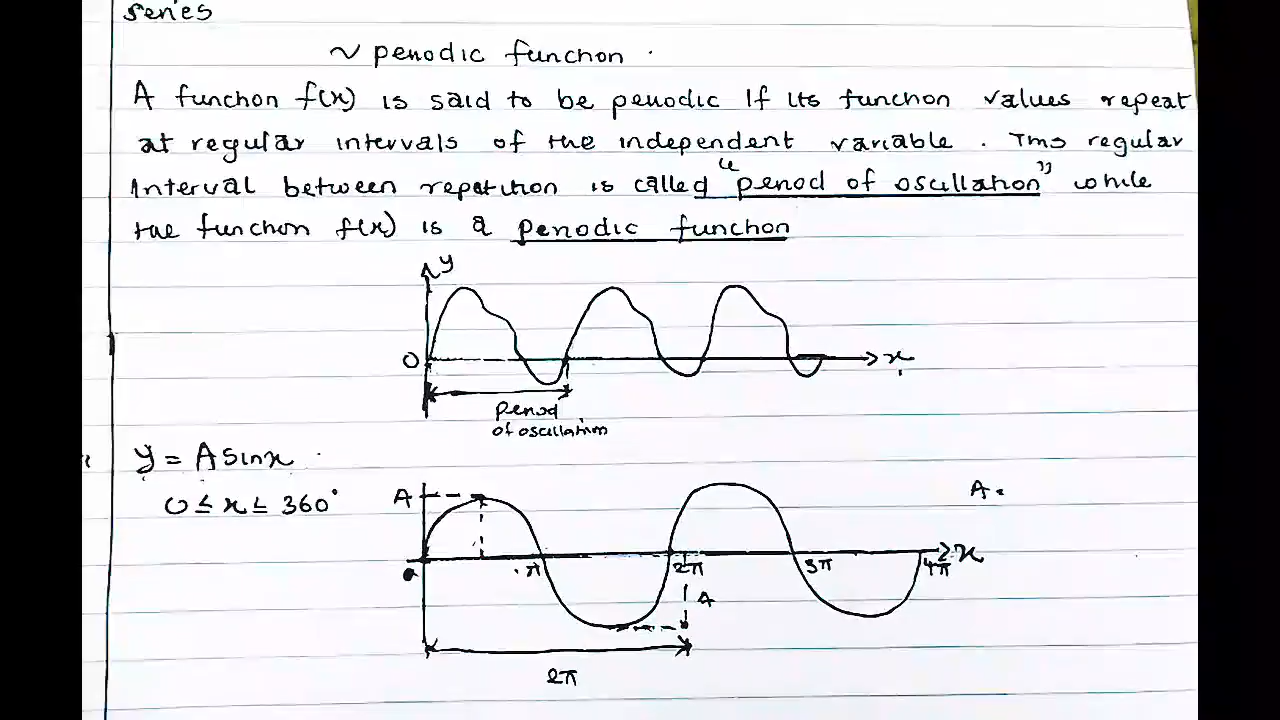 series
~ periodic function.
A function f(x) is said to be periodic if its function values repeat
at regular intervals of the independent variable. This regular
interval between repetition is called "period of oscillation" while
the function f(x) is a periodic function
y
0
x
period
of oscillation
y = A sinx
0 ≤ x ≤ 360°
A
A =
x
π
2π
3π
4π
A
2π